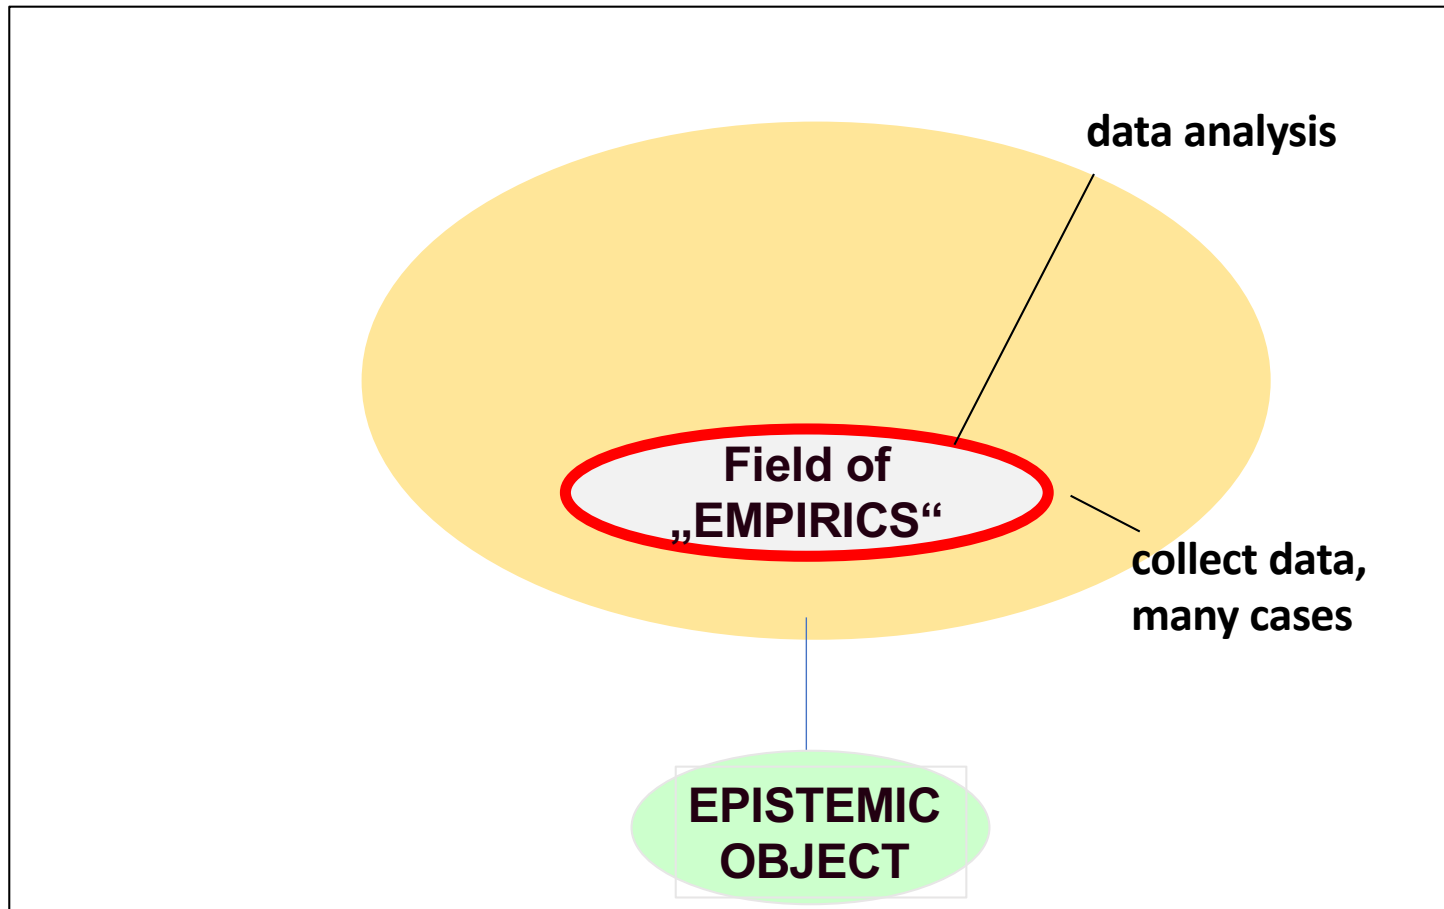 data analysis
Field of
„EMPIRICS“
collect data,
many cases
EPISTEMIC
OBJECT